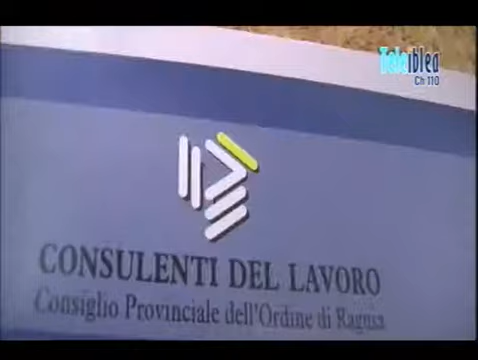 Teleiblea
Ch 110
CONSULENTI DEL LAVORO
Consiglio Provinciale dell'Ordine di Ragusa